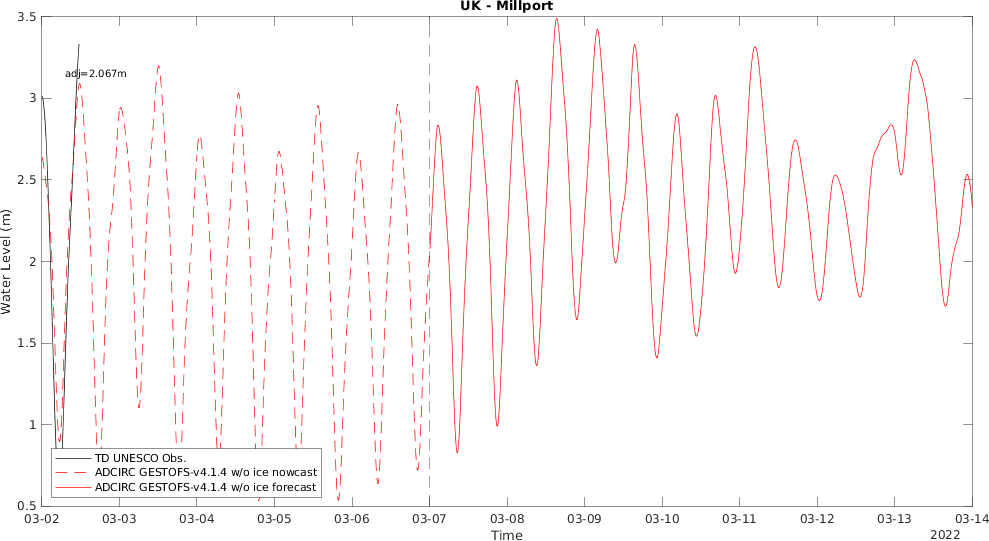 UK - Millport
3.5
3
2.5
2
1.5
1
0.5
Water Level (m)
adj=2.067m
TD UNESCO Obs.
ADCIRC GESTOFS-v4.1.4 w/o ice nowcast
ADCIRC GESTOFS-v4.1.4 w/o ice forecast
03-02 03-03 03-04 03-05 03-06 03-07 03-08 03-09 03-10 03-11 03-12 03-13 03-14
Time
2022